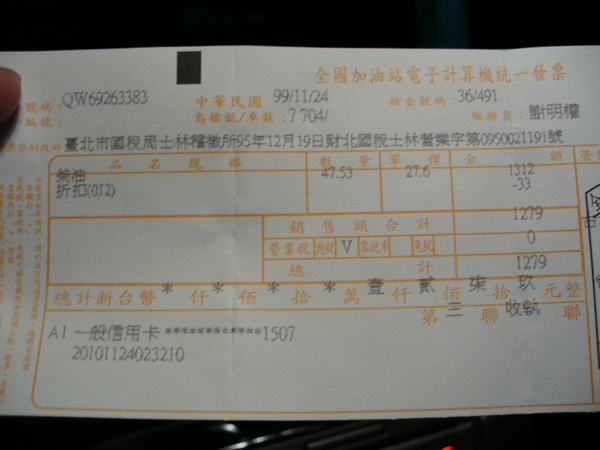 全國加油站電子計算機統一發票
號碼: QW69263383 中華民國 99/11/24 檢查號碼: 36/491
編號: 島槍號/車號: 7 704/ 服務員: 謝明權
臺北市國稅局士林稽徵所95年12月19日財北國稅士林營業字第0950021191號
品名規格 數量 單價 金額
柴油 47.53 27.6 1312
折扣(0J2) -33
銷售額合計 1279
營業稅 應稅 V 零稅率 免稅 0
總計 1279
總計新台幣 * 仟 * 佰 * 拾 * 萬 壹 仟 貳 佰 柒 拾 玖 元整
第 三 聯 收執 聯
A1 一般信用卡 ************1507
20101124023210